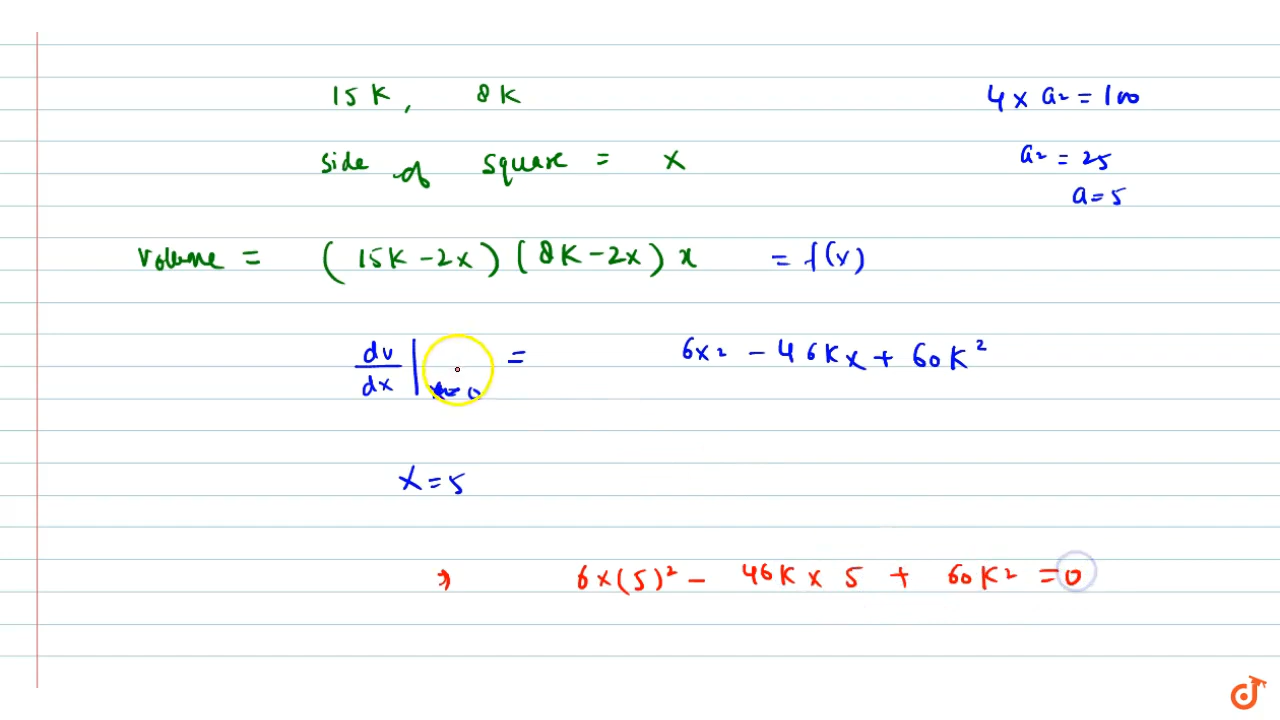 15K, 8K
4 x a2 = 100
side of square = x
a2 = 25
a = 5
volume = (15K - 2x) (8K - 2x) x = f(x)
dv/dx | = 6x2 - 46Kx + 60K²
x = 5
⇒ 6x(5)² - 46K x 5 + 60K2 = 0